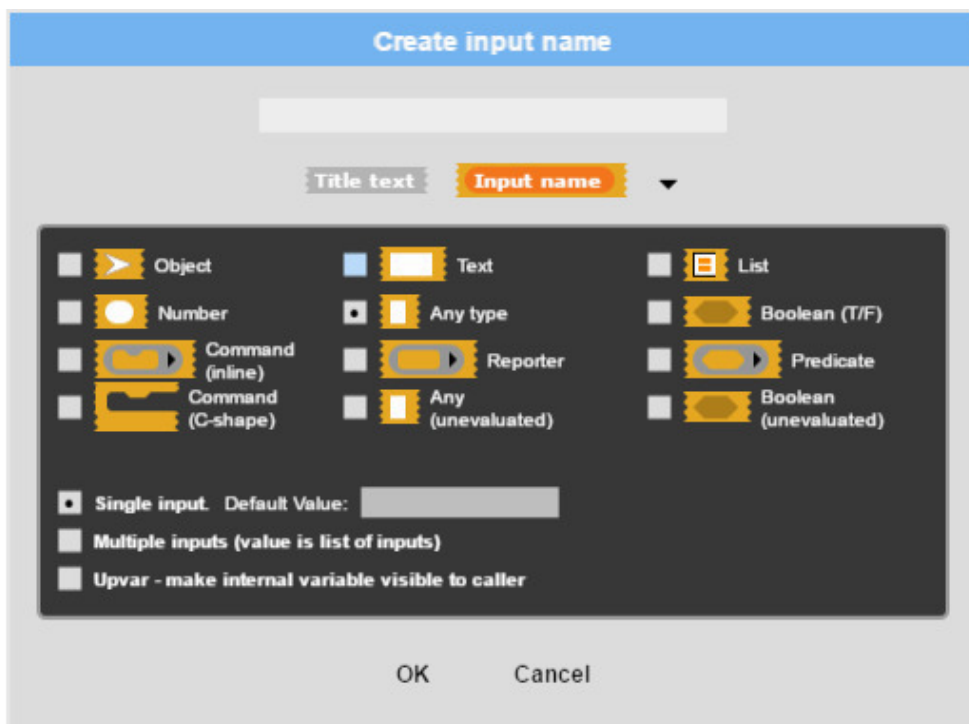 Create input name
Title text Input name
Object Text List
Number Any type Boolean (T/F)
Command (inline) Reporter Predicate
Command (C-shape) Any (unevaluated) Boolean (unevaluated)
Single input. Default Value:
Multiple inputs (value is list of inputs)
Upvar - make internal variable visible to caller
OK Cancel